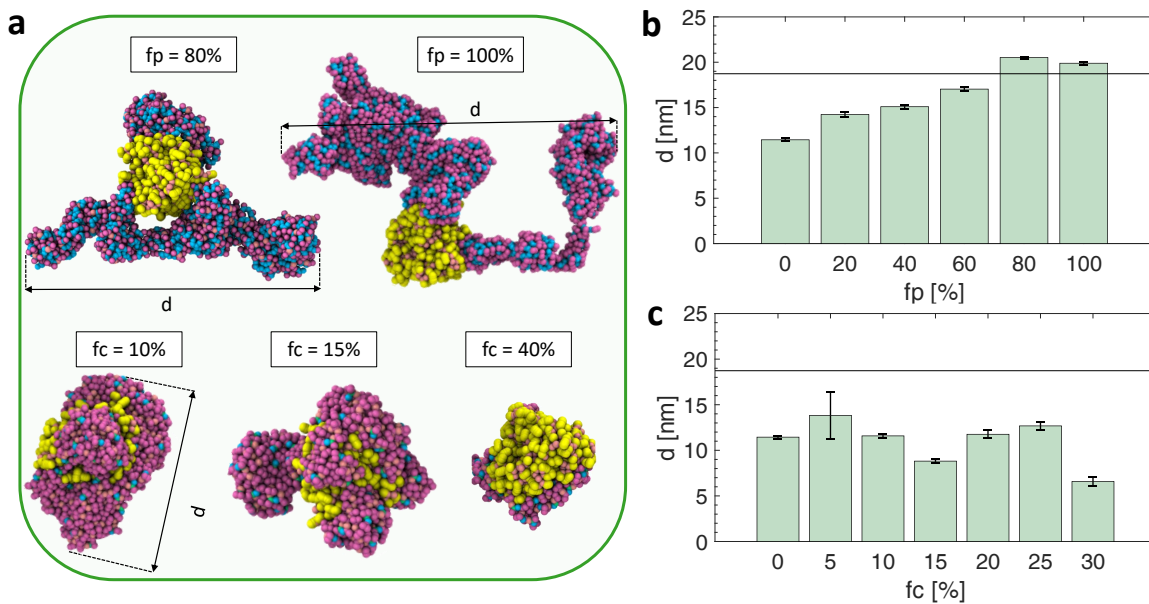 a
fp = 80%
fp = 100%
d
d
fc = 10%
fc = 15%
fc = 40%
d
b
25
20
15
10
5
0
d [nm]
0 20 40 60 80 100
fp [%]
c
25
20
15
10
5
0
d [nm]
0 5 10 15 20 25 30
fc [%]